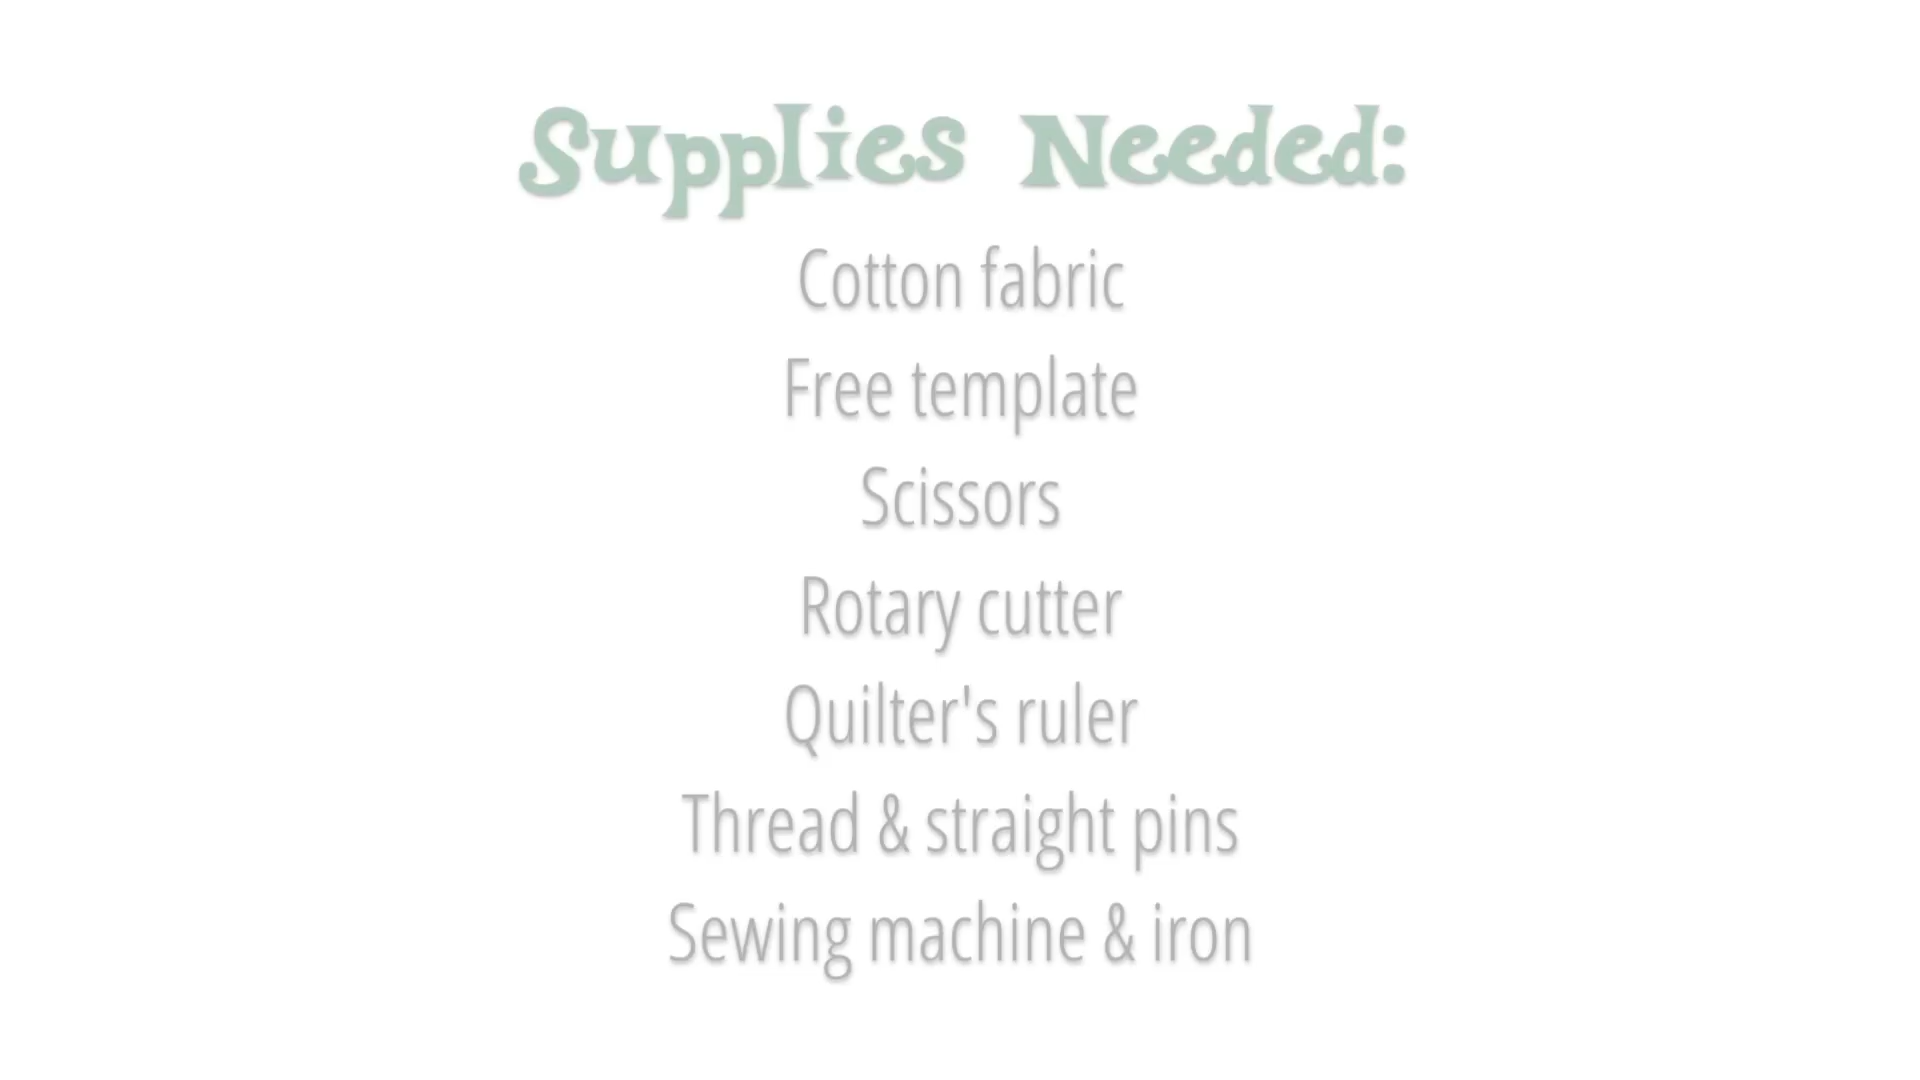 Supplies Needed:
Cotton fabric
Free template
Scissors
Rotary cutter
Quilter's ruler
Thread & straight pins
Sewing machine & iron